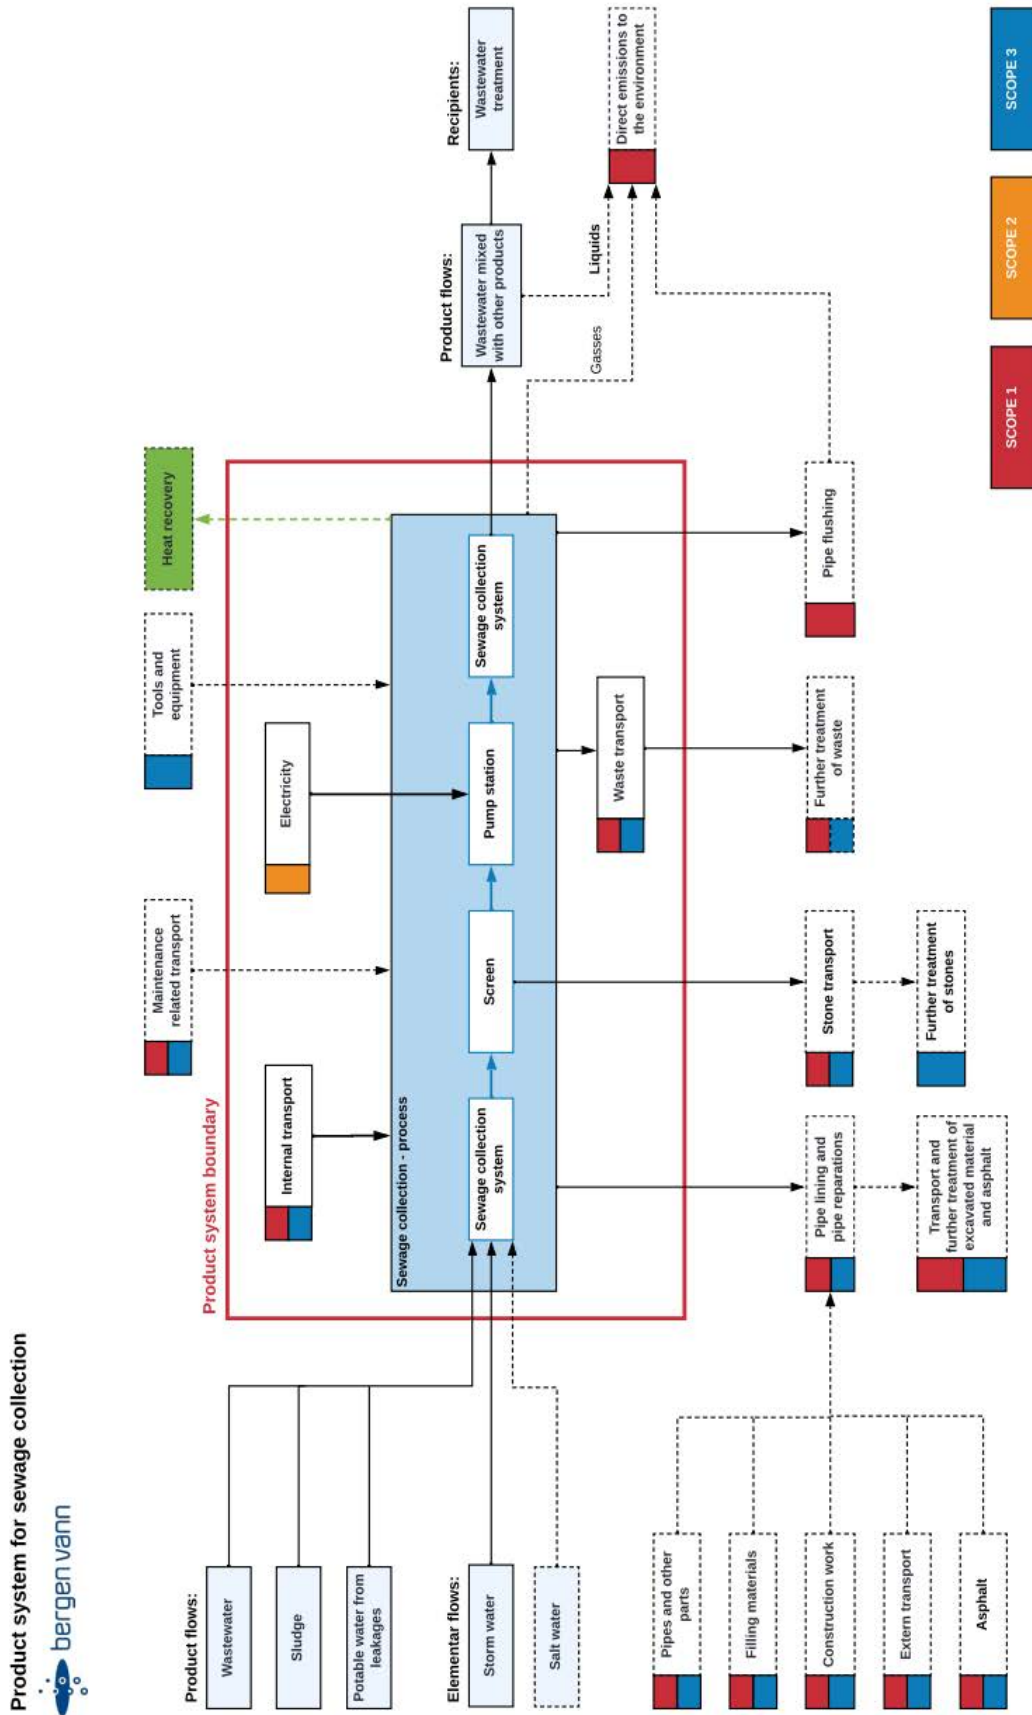 Product system for sewage collection
bergen vann
Product flows:
Wastewater
Sludge
Potable water from
leakages
Elementar flows:
Storm water
Salt water
Pipes and other
parts
Filling materials
Construction work
Extern transport
Asphalt
Product system boundary
Maintenance
related transport
Tools and
equipment
Heat recovery
Internal transport
Electricity
Sewage collection - process
Sewage collection
system
Screen
Pump station
Sewage collection
system
Waste transport
Pipe lining and
pipe reparations
Stone transport
Further treatment
of waste
Pipe flushing
Transport and
further treatment of
excavated material
and asphalt
Further treatment
of stones
Product flows:
Wastewater mixed
with other products
Recipients:
Wastewater
treatment
Liquids
Gasses
Direct emissions to
the environment
SCOPE 1
SCOPE 2
SCOPE 3